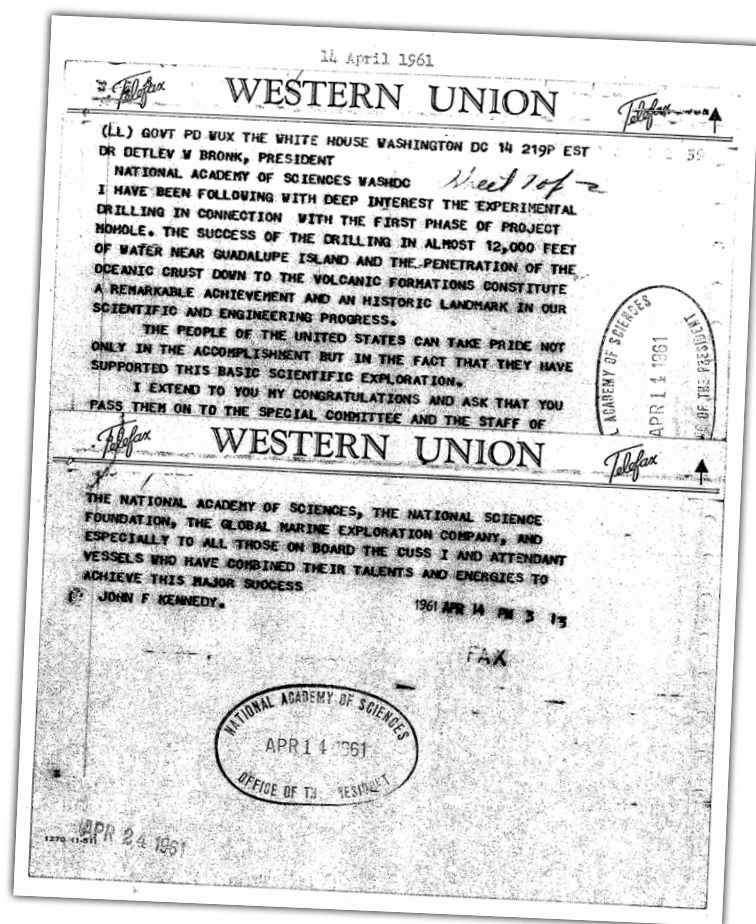 14 April 1961
Telefax WESTERN UNION Telefax
(LL) GOVT PD WUX THE WHITE HOUSE WASHINGTON DC 14 219P EST
59
DR DETLEV W BRONK, PRESIDENT
NATIONAL ACADEMY OF SCIENCES WASHDC
Sheet 1 of 2
I HAVE BEEN FOLLOWING WITH DEEP INTEREST THE EXPERIMENTAL
DRILLING IN CONNECTION WITH THE FIRST PHASE OF PROJECT
MOHOLE. THE SUCCESS OF THE DRILLING IN ALMOST 12,000 FEET
OF WATER NEAR GUADALUPE ISLAND AND THE PENETRATION OF THE
OCEANIC CRUST DOWN TO THE VOLCANIC FORMATIONS CONSTITUTE
A REMARKABLE ACHIEVEMENT AND AN HISTORIC LANDMARK IN OUR
SCIENTIFIC AND ENGINEERING PROGRESS.
THE PEOPLE OF THE UNITED STATES CAN TAKE PRIDE NOT
ONLY IN THE ACCOMPLISHMENT BUT IN THE FACT THAT THEY HAVE
SUPPORTED THIS BASIC SCIENTIFIC EXPLORATION.
I EXTEND TO YOU MY CONGRATULATIONS AND ASK THAT YOU
PASS THEM ON TO THE SPECIAL COMMITTEE AND THE STAFF OF
L ACADEMY OF SCIENCES
APR 14 1961
OF THE PRESIDENT
Telefax WESTERN UNION Telefax
THE NATIONAL ACADEMY OF SCIENCES, THE NATIONAL SCIENCE
FOUNDATION, THE GLOBAL MARINE EXPLORATION COMPANY, AND
ESPECIALLY TO ALL THOSE ON BOARD THE CUSS I AND ATTENDANT
VESSELS WHO HAVE COMBINED THEIR TALENTS AND ENERGIES TO
ACHIEVE THIS MAJOR SUCCESS
JOHN F KENNEDY.
1961 APR 14 PM 3 13
FAX
NATIONAL ACADEMY OF SCIENCES
APR 14 1961
OFFICE OF
APR 24 1961
1270 (1-51)